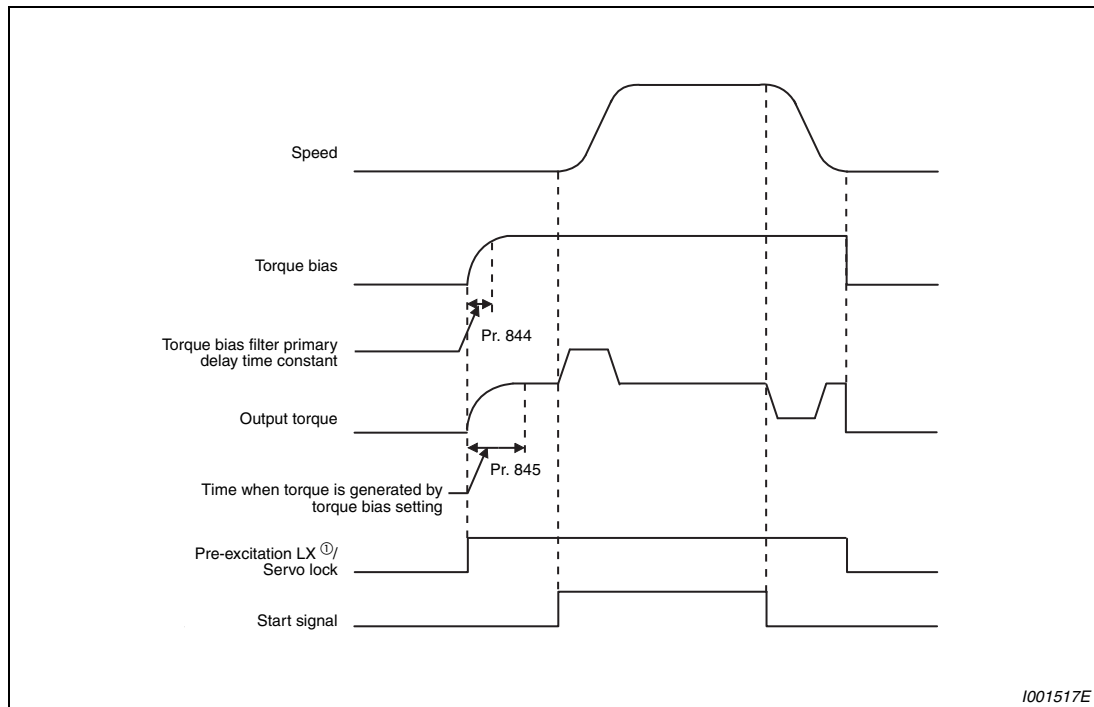 Speed
Torque bias
Pr. 844
Torque bias filter primary
delay time constant
Output torque
Pr. 845
Time when torque is generated by
torque bias setting
Pre-excitation LX ①/
Servo lock
Start signal
I001517E